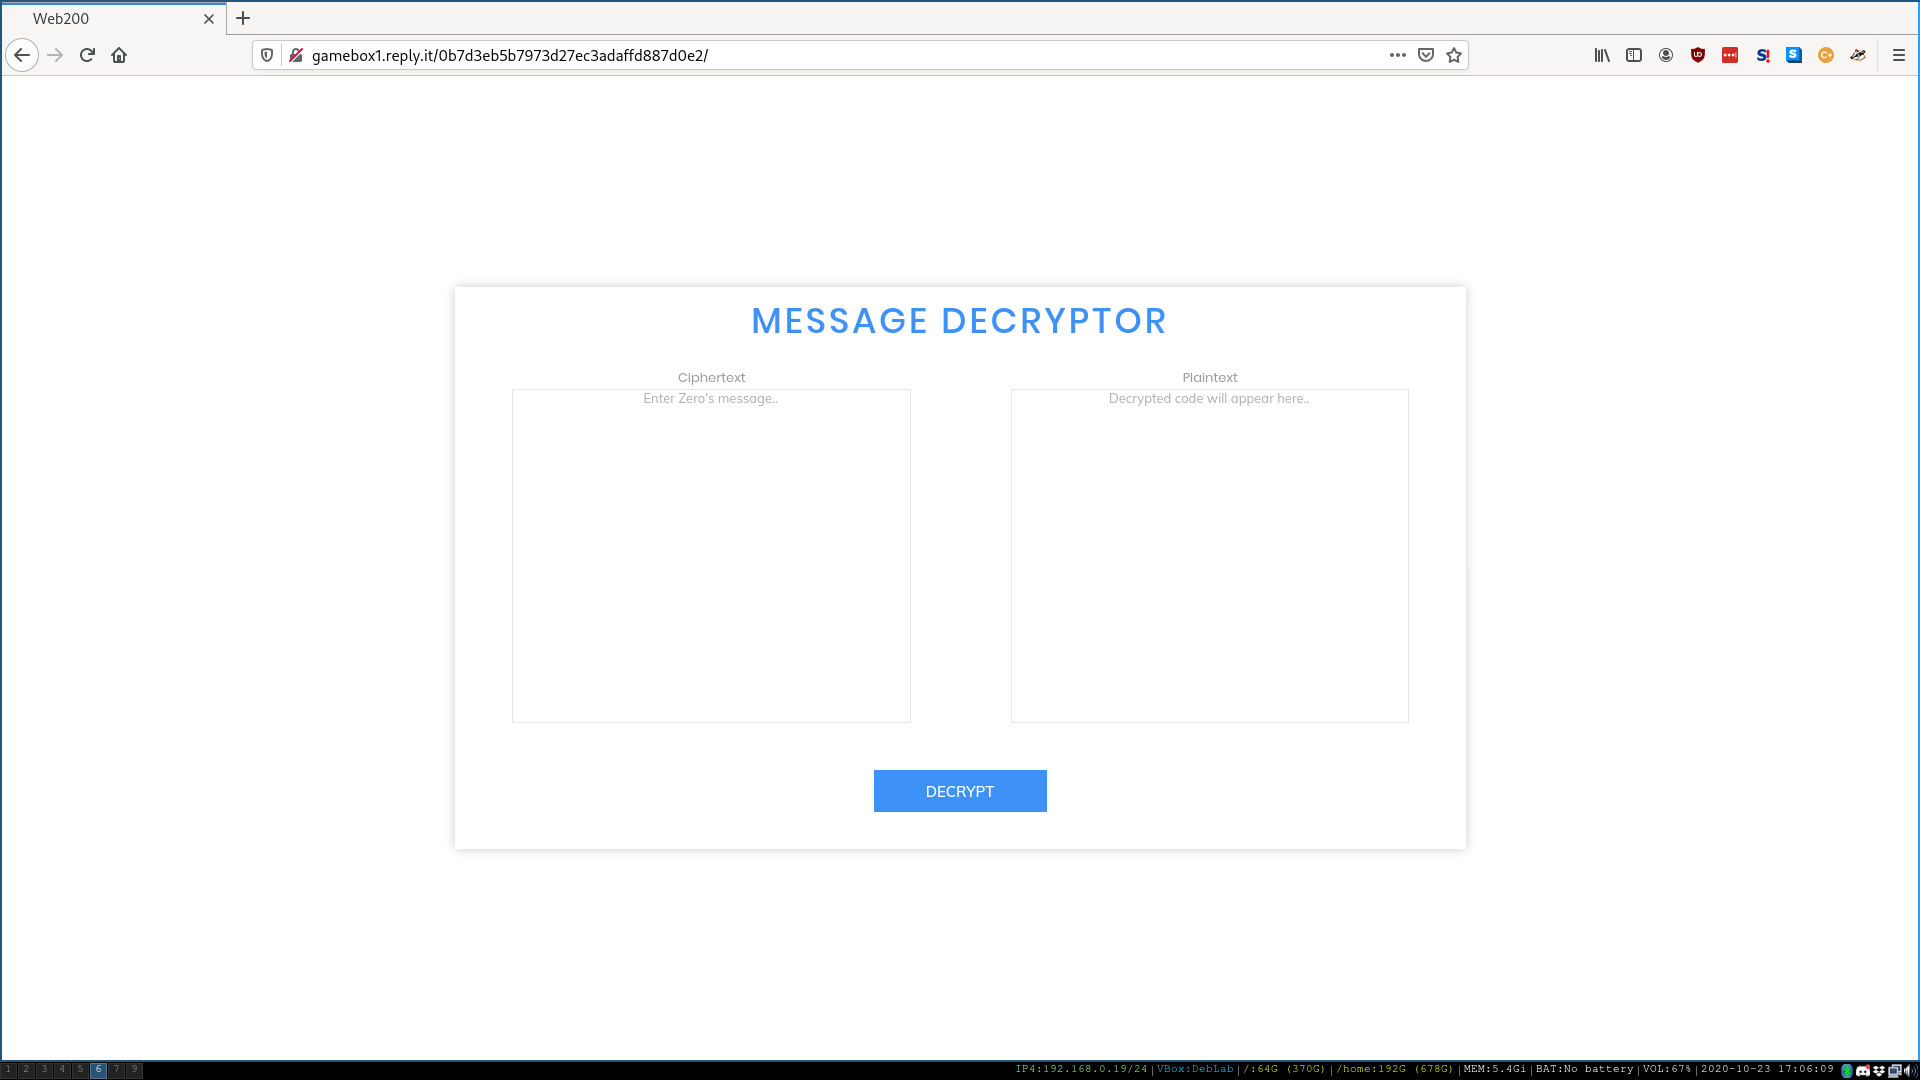 Web200
gamebox1.reply.it/0b7d3eb5b7973d27ec3adaffd887d0e2/
MESSAGE DECRYPTOR
Ciphertext
Plaintext
Enter Zero's message..
Decrypted code will appear here..
DECRYPT
1 2 3 4 5 6 7 9
IP4:192.168.0.19/24|VBox:DebLab|/:64G (370G)|/home:192G (678G)|MEM:5.4Gi|BAT:No battery|VOL:67%|2020-10-23 17:06:09